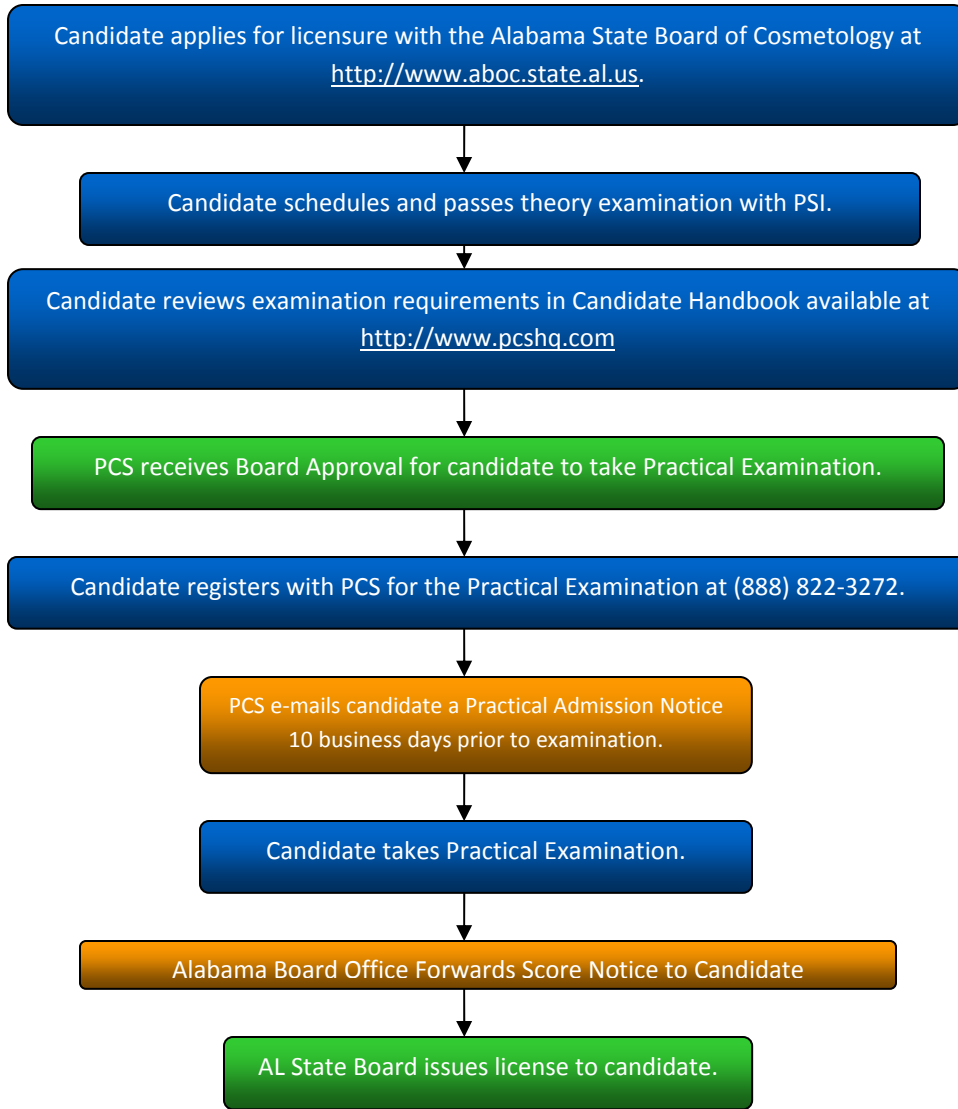 Candidate applies for licensure with the Alabama State Board of Cosmetology at
http://www.aboc.state.al.us.
Candidate schedules and passes theory examination with PSI.
Candidate reviews examination requirements in Candidate Handbook available at
http://www.pcshq.com
PCS receives Board Approval for candidate to take Practical Examination.
Candidate registers with PCS for the Practical Examination at (888) 822-3272.
PCS e-mails candidate a Practical Admission Notice
10 business days prior to examination.
Candidate takes Practical Examination.
Alabama Board Office Forwards Score Notice to Candidate
AL State Board issues license to candidate.